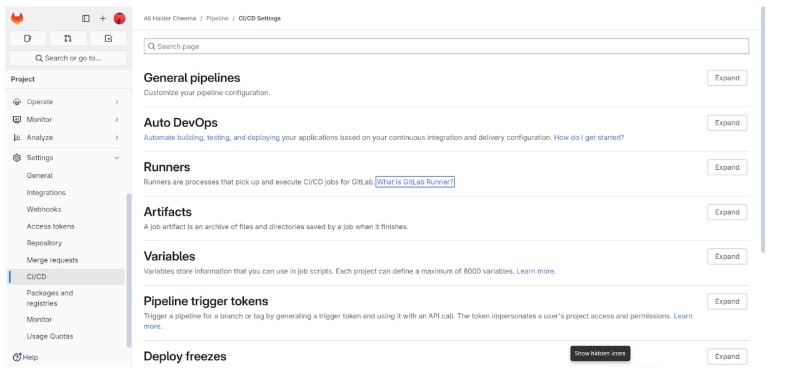 Ali Haider Cheema / Pipeline / CI/CD Settings
Search or go to...
Project
Operate
Monitor
Analyze
Settings
General
Integrations
Webhooks
Access tokens
Repository
Merge requests
CI/CD
Packages and
registries
Monitor
Usage Quotas
Help
Search page
General pipelines
Expand
Customize your pipeline configuration.
Auto DevOps
Expand
Automate building, testing, and deploying your applications based on your continuous integration and delivery configuration. How do I get started?
Runners
Expand
Runners are processes that pick up and execute CI/CD jobs for GitLab. What is GitLab Runner?
Artifacts
Expand
A job artifact is an archive of files and directories saved by a job when it finishes.
Variables
Expand
Variables store information that you can use in job scripts. Each project can define a maximum of 8000 variables. Learn more.
Pipeline trigger tokens
Expand
Trigger a pipeline for a branch or tag by generating a trigger token and using it with an API call. The token impersonates a user's project access and permissions. Learn
more.
Deploy freezes
Show hidden icons
Expand